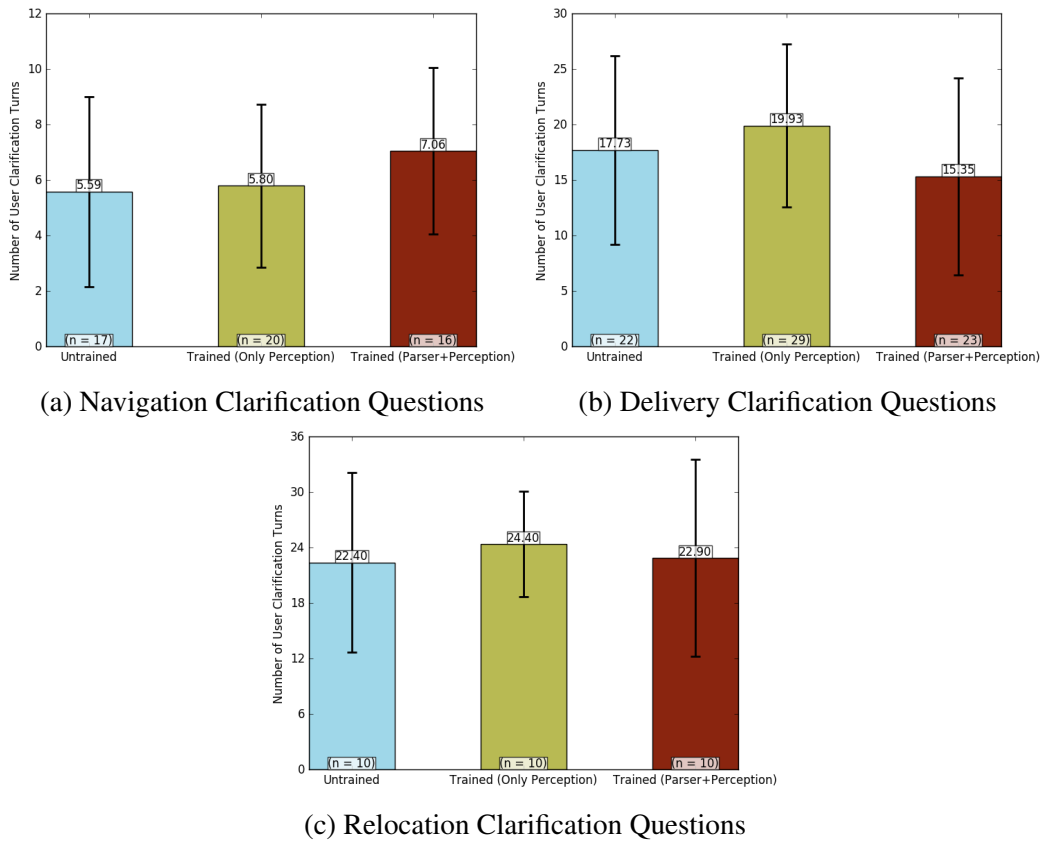 12
10
8
6
4
2
0
Number of User Clarification Turns
5.59
5.80
7.06
(n = 17)
(n = 20)
(n = 16)
Untrained
Trained (Only Perception)
Trained (Parser+Perception)
(a) Navigation Clarification Questions
30
25
20
15
10
5
0
Number of User Clarification Turns
17.73
19.93
15.35
(n = 22)
(n = 29)
(n = 23)
Untrained
Trained (Only Perception)
Trained (Parser+Perception)
(b) Delivery Clarification Questions
36
30
24
18
12
6
0
Number of User Clarification Turns
22.40
24.40
22.90
(n = 10)
(n = 10)
(n = 10)
Untrained
Trained (Only Perception)
Trained (Parser+Perception)
(c) Relocation Clarification Questions